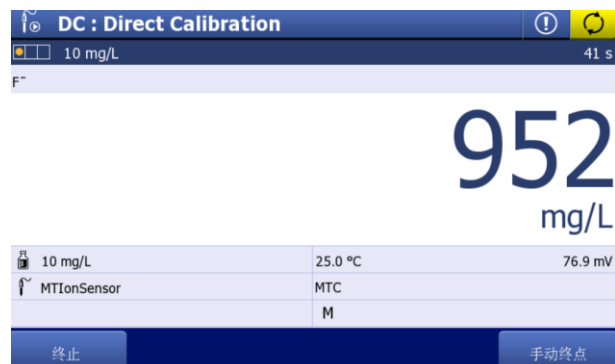 DC : Direct Calibration
10 mg/L 41 s
F⁻
952
mg/L
10 mg/L 25.0 °C 76.9 mV
MTIonSensor MTC
M
终止 手动终点